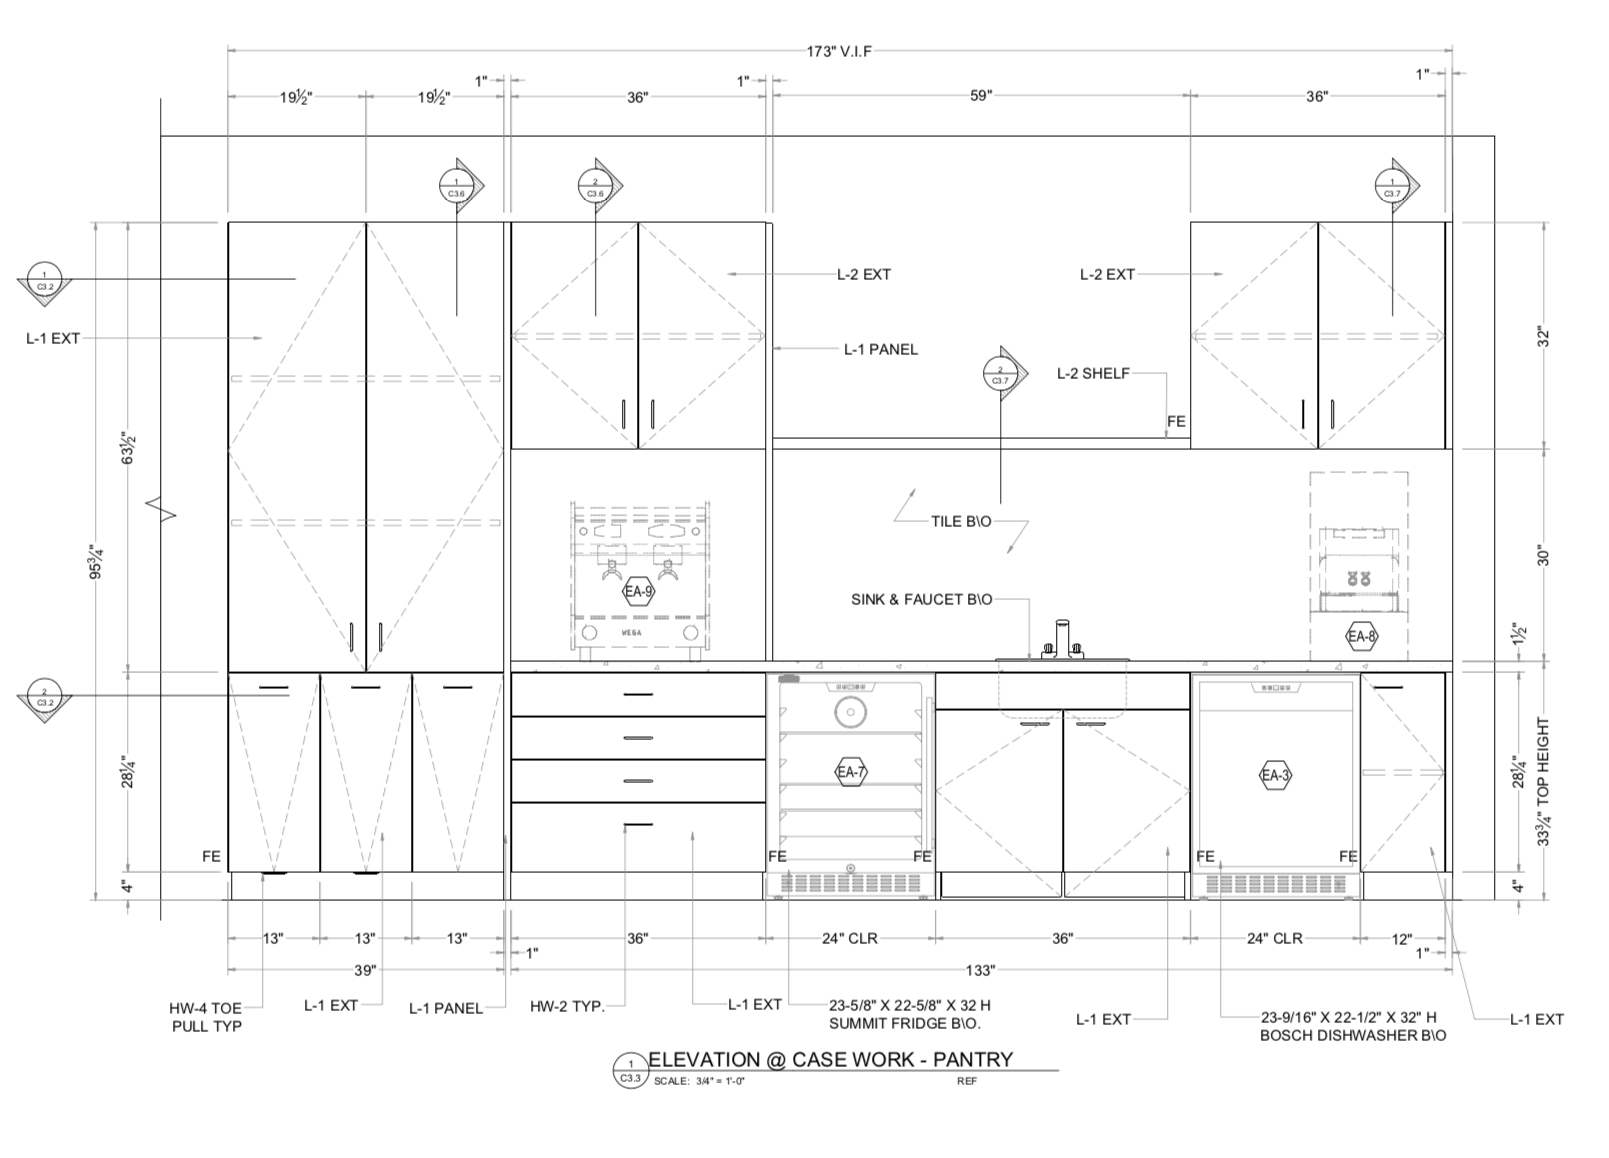 173" V.I.F
1"
1"
1"
19½"
19½"
36"
59"
36"
1
C3.6
2
C3.6
1
C3.7
1
C3.2
L-2 EXT
L-2 EXT
L-1 EXT
32"
L-1 PANEL
2
C3.7
L-2 SHELF
FE
63½"
TILE B\O
95¾"
30"
EA-9
SINK & FAUCET B\O
WEGA
EA-8
1½"
2
C3.2
28¼"
EA-7
EA-3
28¼"
33¾" TOP HEIGHT
FE
FE
FE
FE
FE
4"
4"
13"
13"
13"
36"
24" CLR
36"
24" CLR
12"
1"
1"
39"
133"
HW-4 TOE
PULL TYP
L-1 EXT
L-1 PANEL
HW-2 TYP.
L-1 EXT
23-5/8" X 22-5/8" X 32 H
SUMMIT FRIDGE B\O.
L-1 EXT
23-9/16" X 22-1/2" X 32" H
BOSCH DISHWASHER B\O
L-1 EXT
1
C3.3
ELEVATION @ CASE WORK - PANTRY
SCALE: 3/4" = 1'-0"
REF